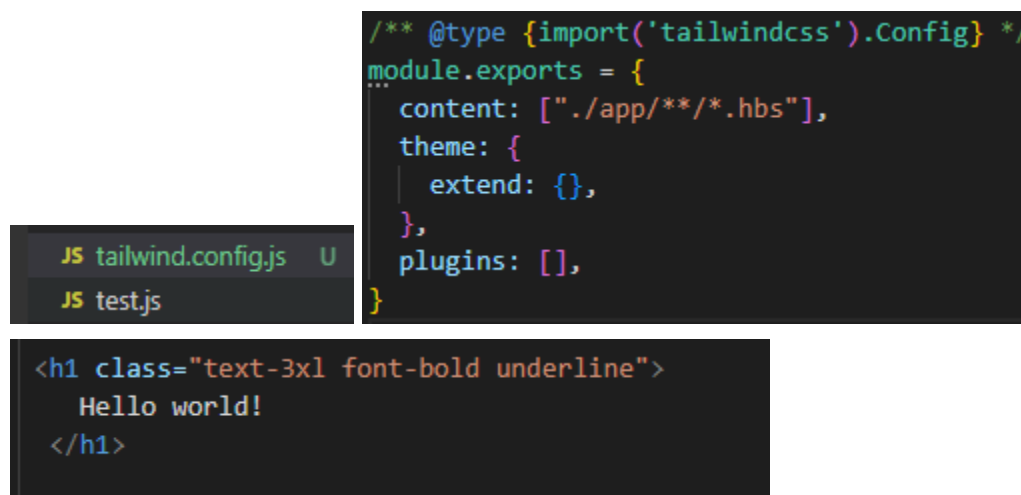 /** @type {import('tailwindcss').Config} */
module.exports = {
content: ["./app/**/*.hbs"],
theme: {
extend: {},
},
plugins: [],
}
JS tailwind.config.js U
JS test.js
<h1 class="text-3xl font-bold underline">
Hello world!
</h1>